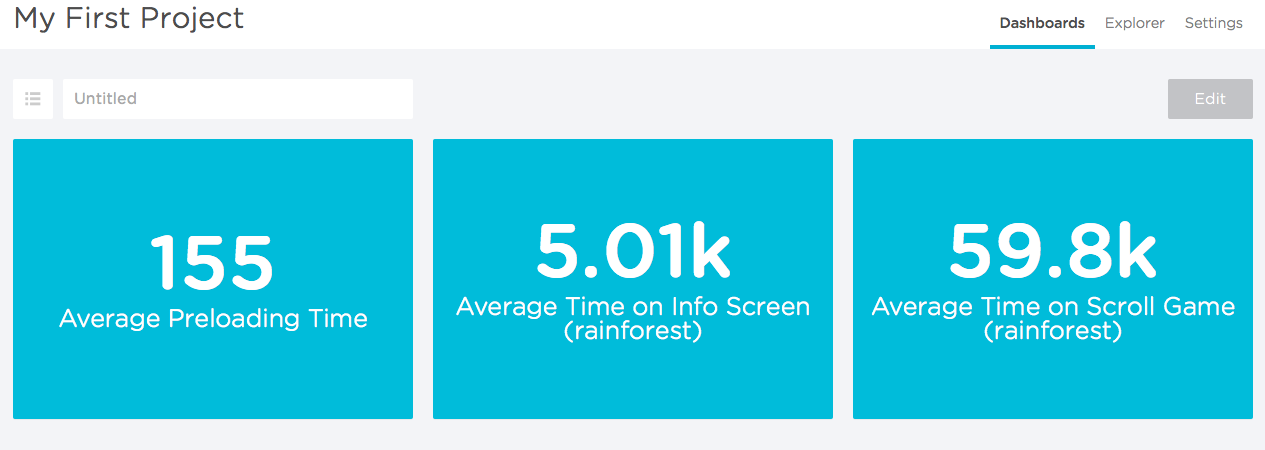 My First Project
Dashboards
Explorer
Settings
Untitled
Edit
155
Average Preloading Time
5.01k
Average Time on Info Screen
(rainforest)
59.8k
Average Time on Scroll Game
(rainforest)